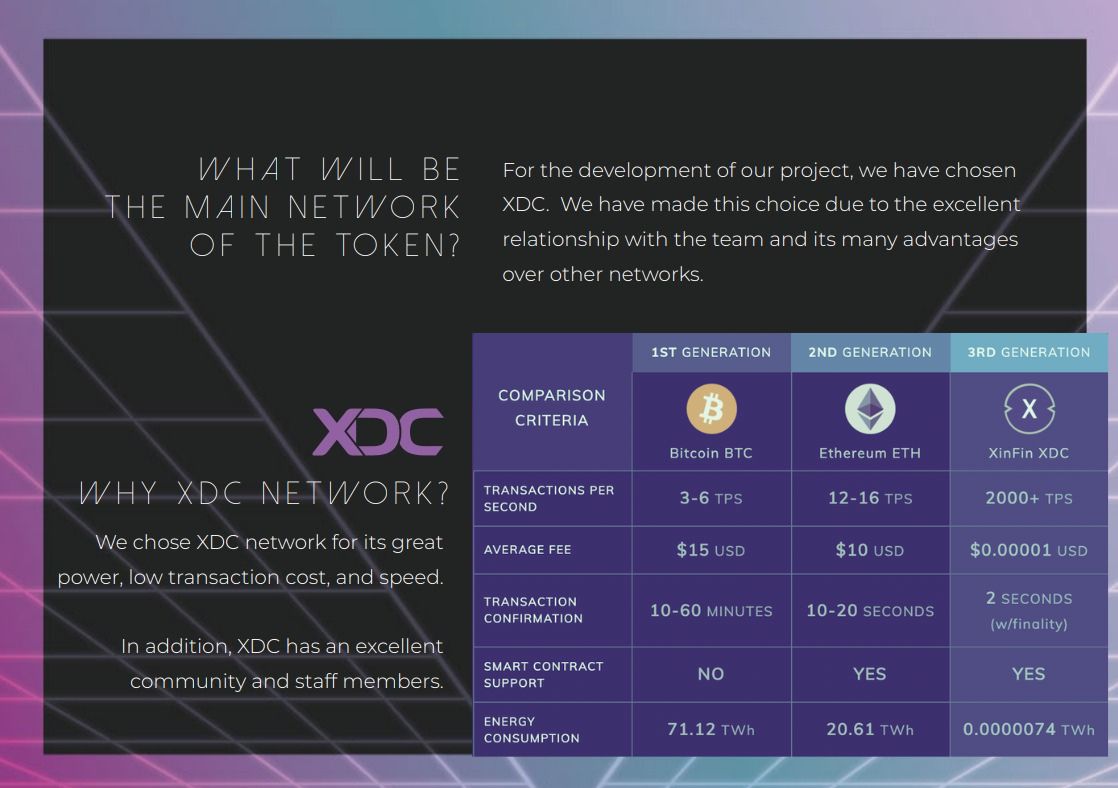 WHAT WILL BE
THE MAIN NETWORK
OF THE TOKEN?
For the development of our project, we have chosen
XDC.  We have made this choice due to the excellent
relationship with the team and its many advantages
over other networks.
XDC
WHY XDC NETWORK?
We chose XDC network for its great
power, low transaction cost, and speed.
In addition, XDC has an excellent
community and staff members.
COMPARISON
CRITERIA
1ST GENERATION
2ND GENERATION
3RD GENERATION
X
Bitcoin BTC
Ethereum ETH
XinFin XDC
TRANSACTIONS PER
SECOND
3-6 TPS
12-16 TPS
2000+ TPS
AVERAGE FEE
$15 USD
$10 USD
$0.00001 USD
TRANSACTION
CONFIRMATION
10-60 MINUTES
10-20 SECONDS
2 SECONDS
(w/finality)
SMART CONTRACT
SUPPORT
NO
YES
YES
ENERGY
CONSUMPTION
71.12 TWh
20.61 TWh
0.0000074 TWh